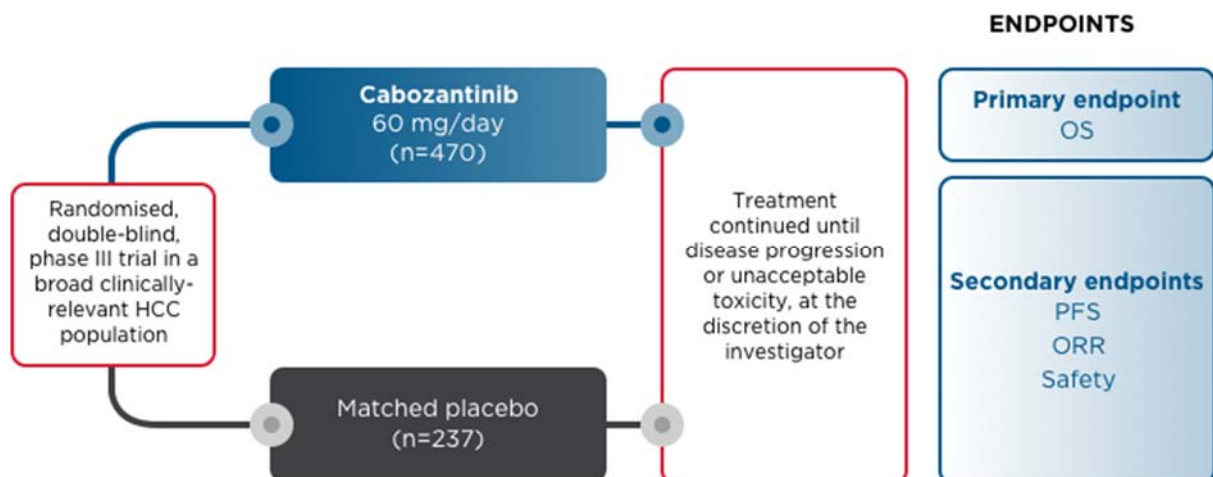 ENDPOINTS
Cabozantinib
60 mg/day
(n=470)
Primary endpoint
OS
Randomised,
double-blind,
phase III trial in a
broad clinically-
relevant HCC
population
Treatment
continued until
disease progression
or unacceptable
toxicity, at the
discretion of the
investigator
Secondary endpoints
PFS
ORR
Safety
Matched placebo
(n=237)